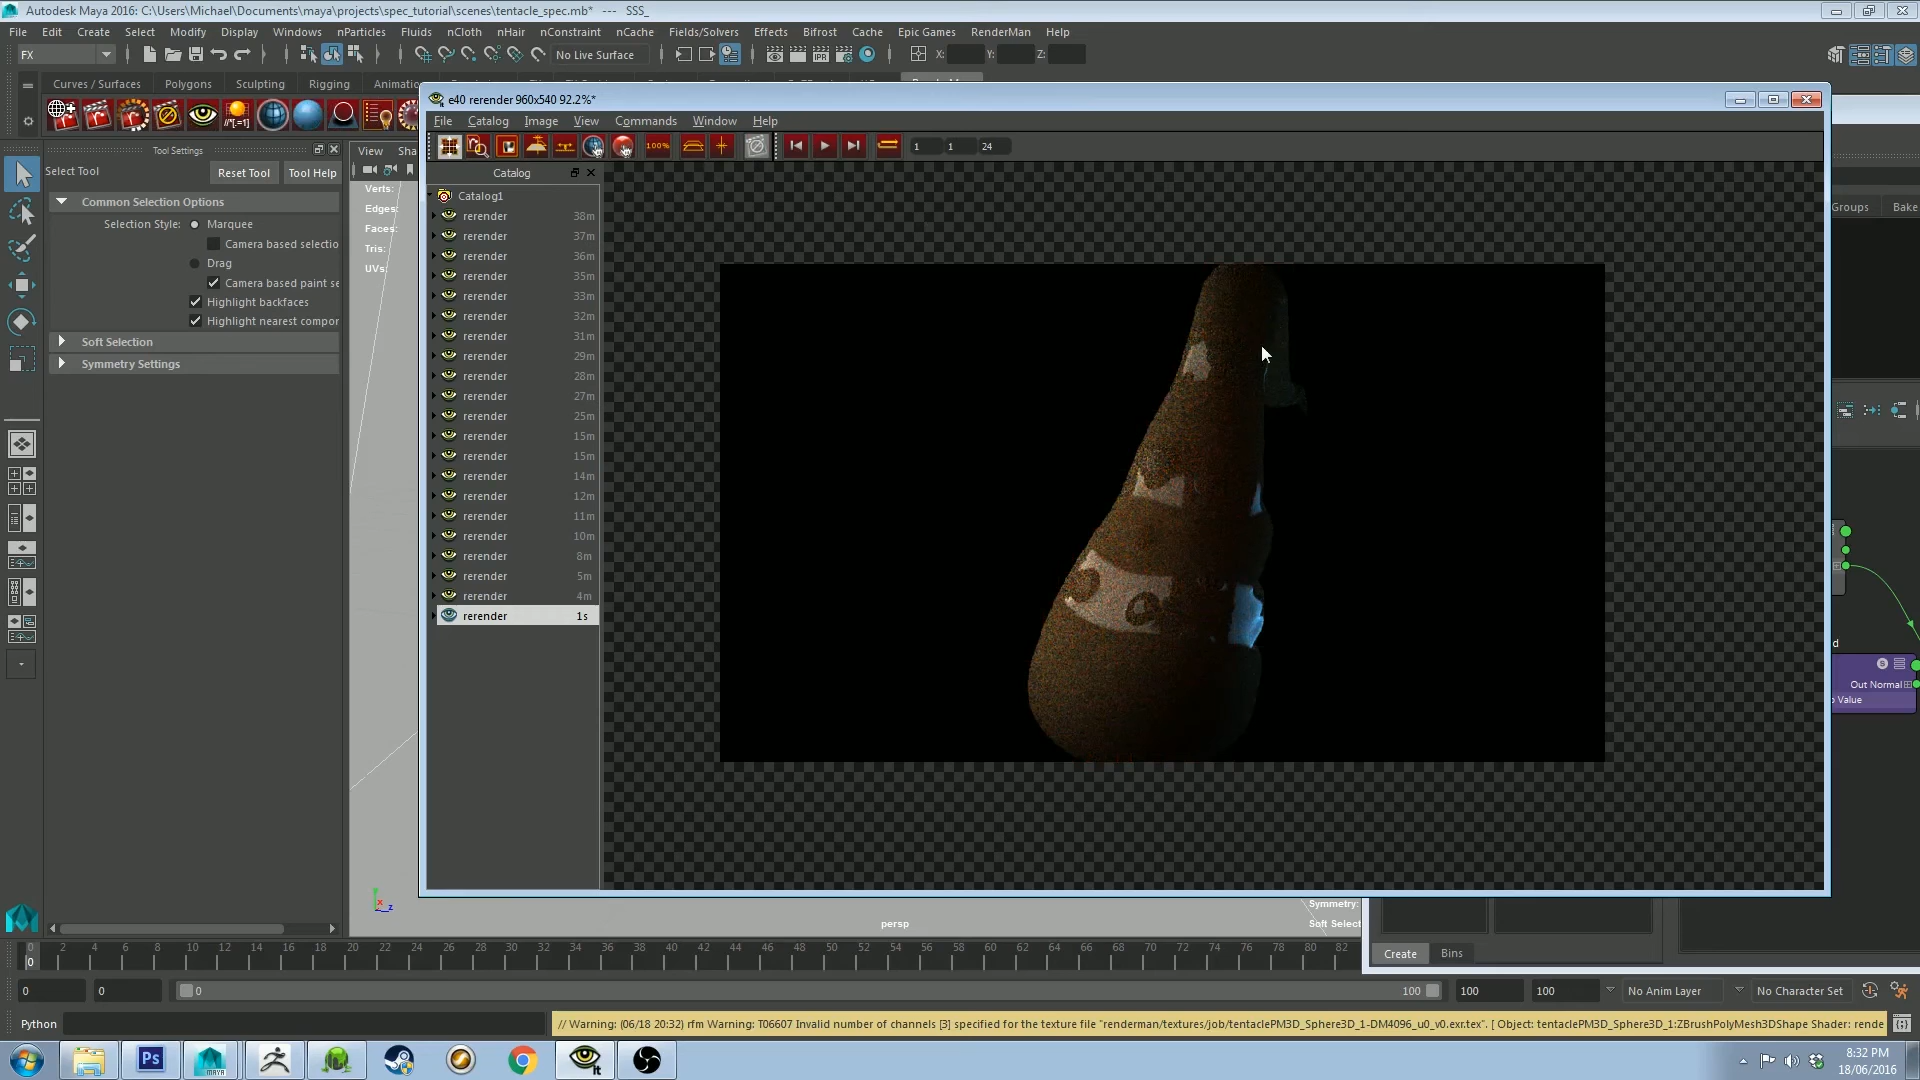 Autodesk Maya 2016: C:\Users\Michael\Documents\maya\projects\spec_tutorial\scenes\tentacle_spec.mb* --- SSS_
File Edit Create Select Modify Display Windows nParticles Fluids nCloth nHair nConstraint nCache Fields/Solvers Effects Bifrost Cache Epic Games RenderMan Help
FX No Live Surface X: Y: Z:
Curves / Surfaces Polygons Sculpting Rigging Animatio
e40 rerender 960x540 92.2%*
File Catalog Image View Commands Window Help
100% 1 1 24
Tool Settings
Select Tool Reset Tool Tool Help
Common Selection Options
Selection Style: Marquee
Camera based selectio
Drag
Camera based paint se
Highlight backfaces
Highlight nearest compor
Soft Selection
Symmetry Settings
View Sha
Verts:
Edges:
Faces:
Tris:
UVs:
Catalog
Catalog1
rerender 38m
rerender 37m
rerender 36m
rerender 35m
rerender 33m
rerender 32m
rerender 31m
rerender 29m
rerender 28m
rerender 27m
rerender 25m
rerender 15m
rerender 15m
rerender 14m
rerender 12m
rerender 11m
rerender 10m
rerender 8m
rerender 5m
rerender 4m
rerender 1s
Groups Bake
d
Out Normal
Value
persp
Symmetry:
Soft Select
Create Bins
0 2 4 6 8 10 12 14 16 18 20 22 24 26 28 30 32 34 36 38 40 42 44 46 48 50 52 54 56 58 60 62 64 66 68 70 72 74 76 78 80 82
0
0 0 0 100 100 100 No Anim Layer No Character Set
Python // Warning: (06/18 20:32) rfm Warning: T06607 Invalid number of channels [3] specified for the texture file "renderman/textures/job/tentaclePM3D_Sphere3D_1-DM4096_u0_v0.exr.tex". [ Object: tentaclePM3D_Sphere3D_1:ZBrushPolyMesh3DShape Shader: rende
Ps MAYA it
8:32 PM
18/06/2016